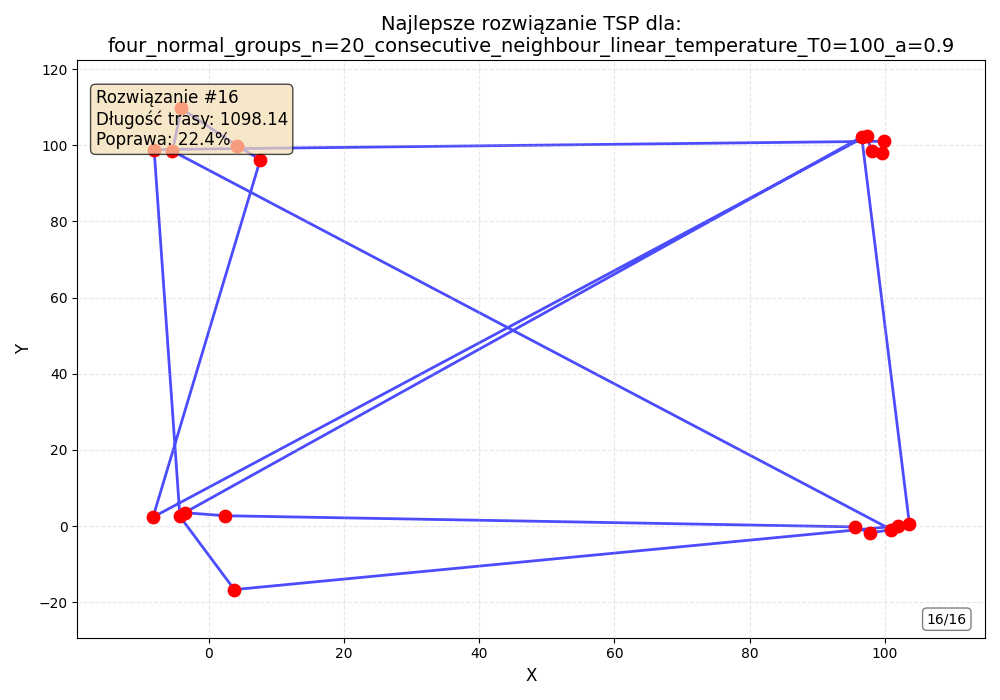 Najlepsze rozwiązanie TSP dla:
four_normal_groups_n=20_consecutive_neighbour_linear_temperature_T0=100_a=0.9
Rozwiązanie #16
Długość trasy: 1098.14
Poprawa: 22.4%
120
100
80
60
40
20
0
−20
Y
0
20
40
60
80
100
X
16/16